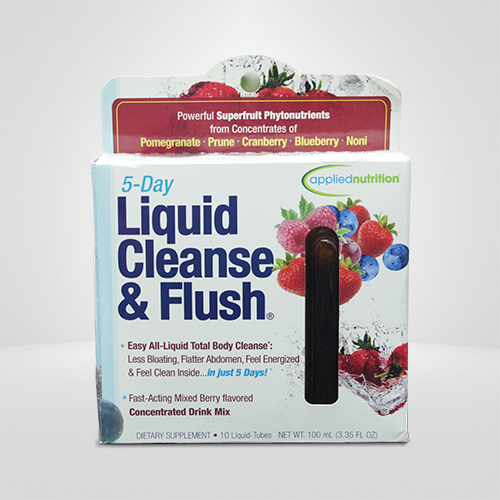 Powerful Superfruit Phytonutrients
from Concentrates of
Pomegranate · Prune · Cranberry · Blueberry · Noni
appliednutrition®
5-Day
Liquid
Cleanse
& Flush®
• Easy All-Liquid Total Body Cleanse*:
Less Bloating, Flatter Abdomen, Feel Energized
& Feel Clean Inside...in just 5 Days!*
• Fast-Acting Mixed Berry flavored
Concentrated Drink Mix
DIETARY SUPPLEMENT • 10 Liquid-Tubes NET WT. 100 mL (3.35 FL OZ)